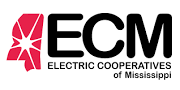 ECM
ELECTRIC COOPERATIVES
of Mississippi